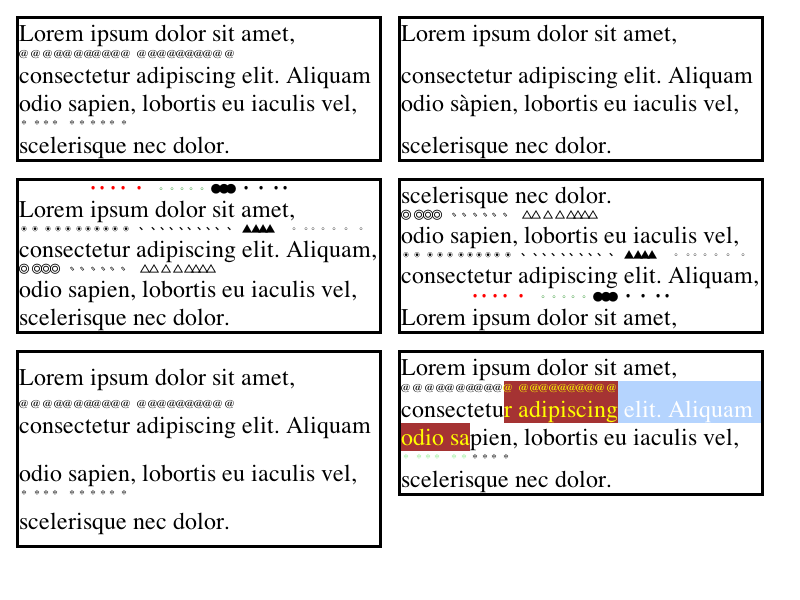 Lorem ipsum dolor sit amet,
consectetur adipiscing elit. Aliquam
odio sapien, lobortis eu iaculis vel,
scelerisque nec dolor.
Lorem ipsum dolor sit amet,
consectetur adipiscing elit. Aliquam
odio sàpien, lobortis eu iaculis vel,
scelerisque nec dolor.
Lorem ipsum dolor sit amet,
consectetur adipiscing elit. Aliquam,
odio sapien, lobortis eu iaculis vel,
scelerisque nec dolor.
scelerisque nec dolor.
odio sapien, lobortis eu iaculis vel,
consectetur adipiscing elit. Aliquam,
Lorem ipsum dolor sit amet,
Lorem ipsum dolor sit amet,
consectetur adipiscing elit. Aliquam
odio sapien, lobortis eu iaculis vel,
scelerisque nec dolor.
Lorem ipsum dolor sit amet,
consectetur adipiscing elit. Aliquam
odio sapien, lobortis eu iaculis vel,
scelerisque nec dolor.